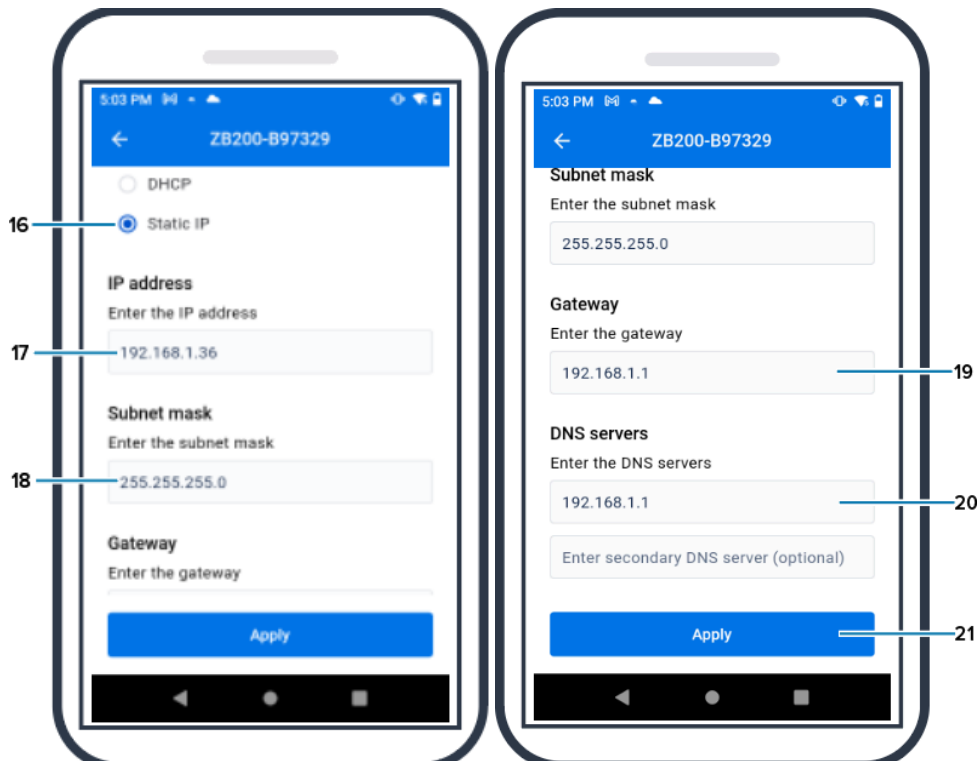 5:03 PM
ZB200-B97329
DHCP
16
Static IP
IP address
Enter the IP address
17
192.168.1.36
Subnet mask
Enter the subnet mask
18
255.255.255.0
Gateway
Enter the gateway
Apply
5:03 PM
ZB200-B97329
Subnet mask
Enter the subnet mask
255.255.255.0
Gateway
Enter the gateway
192.168.1.1
19
DNS servers
Enter the DNS servers
192.168.1.1
20
Enter secondary DNS server (optional)
Apply
21